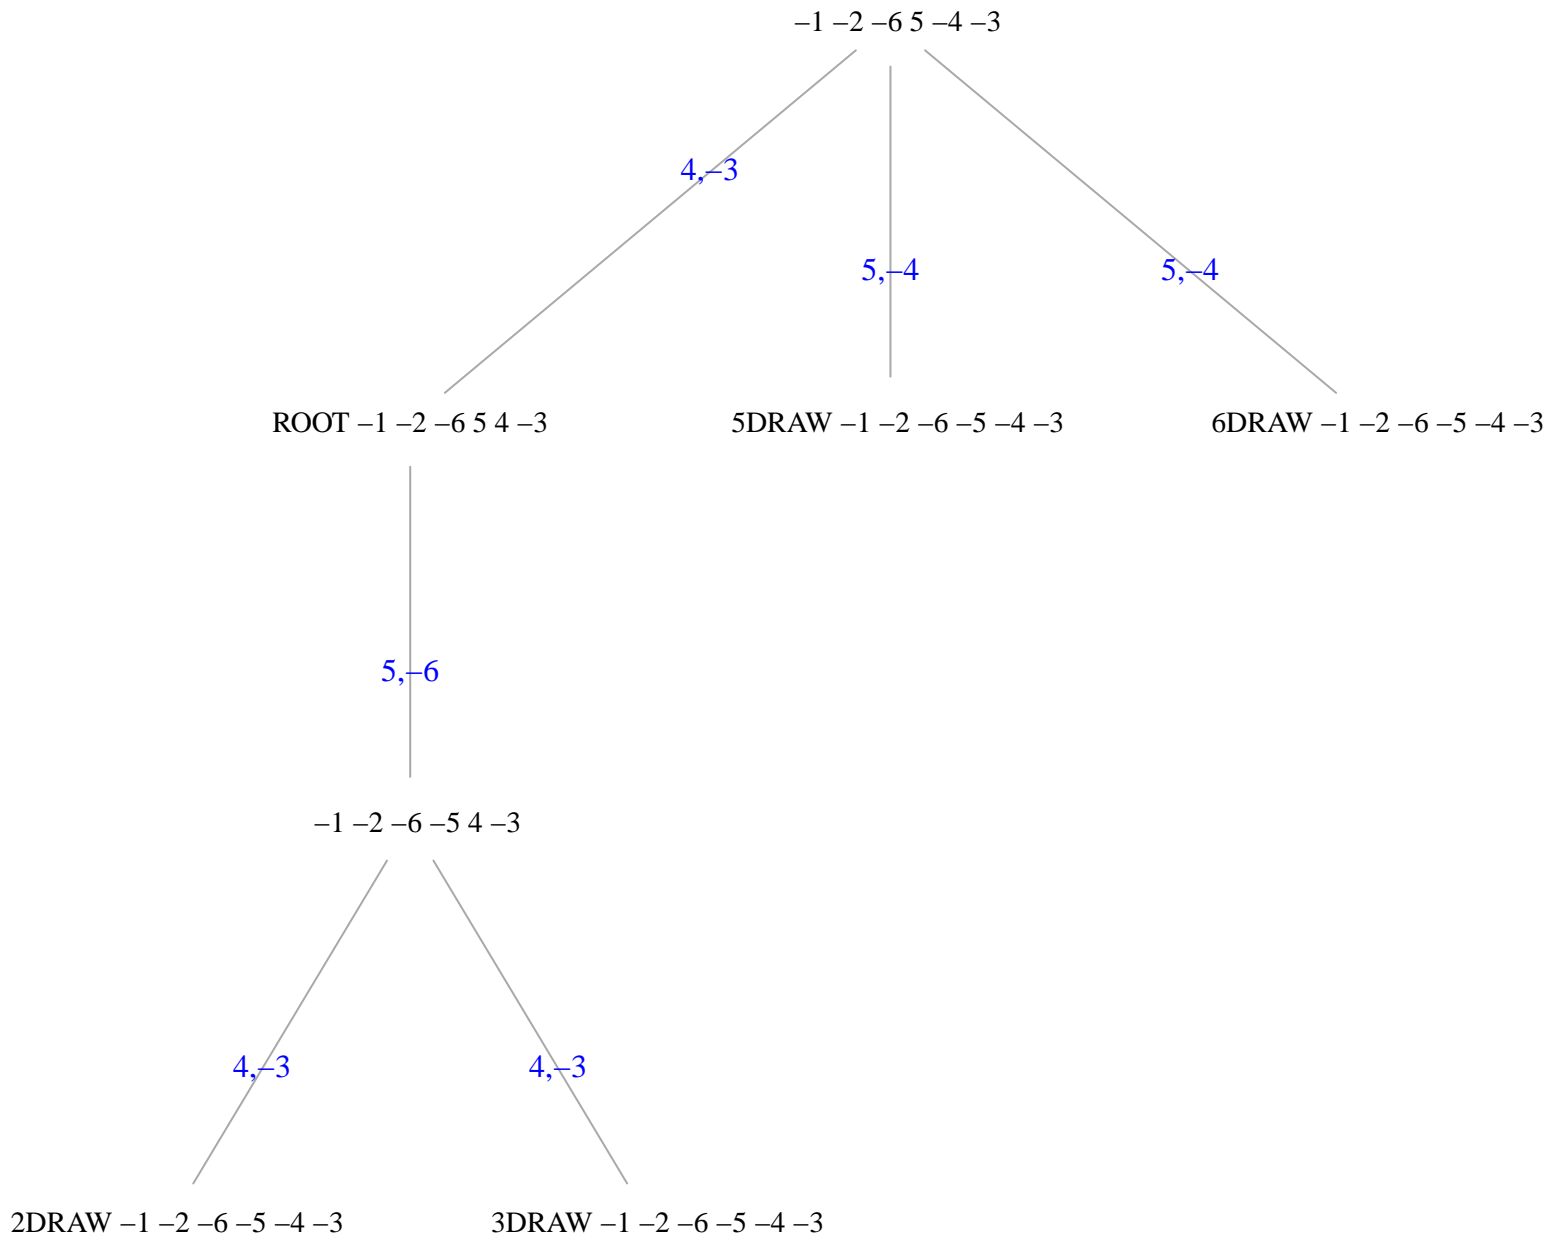 –1 –2 –6 5 –4 –3
4,–3
5,–4
5,–4
ROOT –1 –2 –6 5 4 –3
5DRAW –1 –2 –6 –5 –4 –3
6DRAW –1 –2 –6 –5 –4 –3
5,–6
–1 –2 –6 –5 4 –3
4,–3
4,–3
2DRAW –1 –2 –6 –5 –4 –3
3DRAW –1 –2 –6 –5 –4 –3